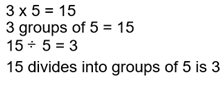 3 x 5 = 15
3 groups of 5 = 15
15 ÷ 5 = 3
15 divides into groups of 5 is 3